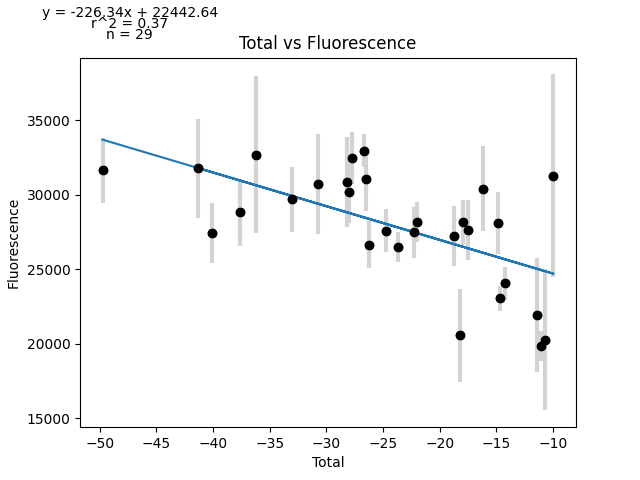 y = -226.34x + 22442.64
r^2 = 0.37
n = 29
Total vs Fluorescence
35000
30000
25000
20000
15000
Fluorescence
−50
−45
−40
−35
−30
−25
−20
−15
−10
Total